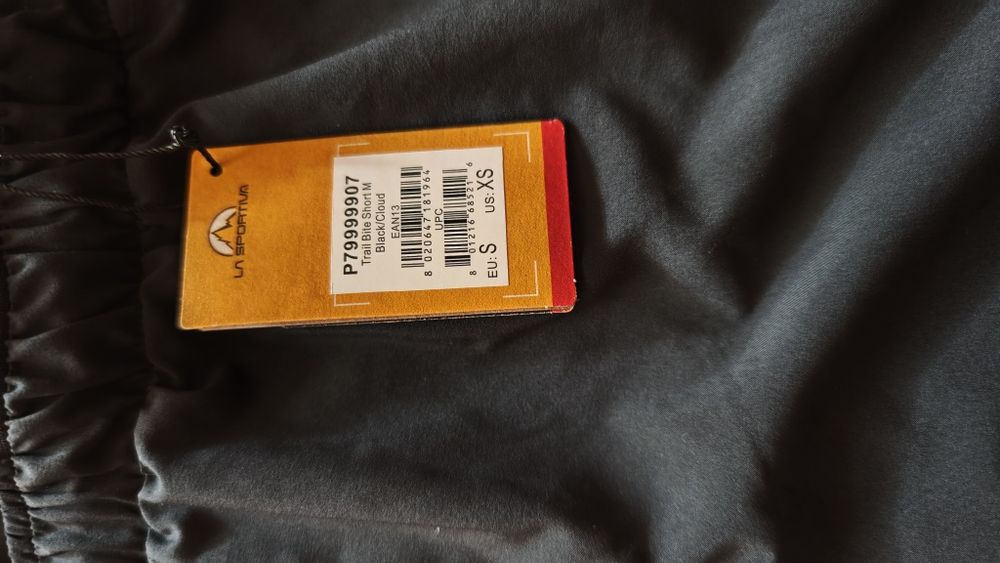 LA SPORTIVA
P79999907
Trail Bite Short M
Black/Cloud
EAN13
8 020647 181964
UPC
8 01216 68521 6
EU: S US: XS